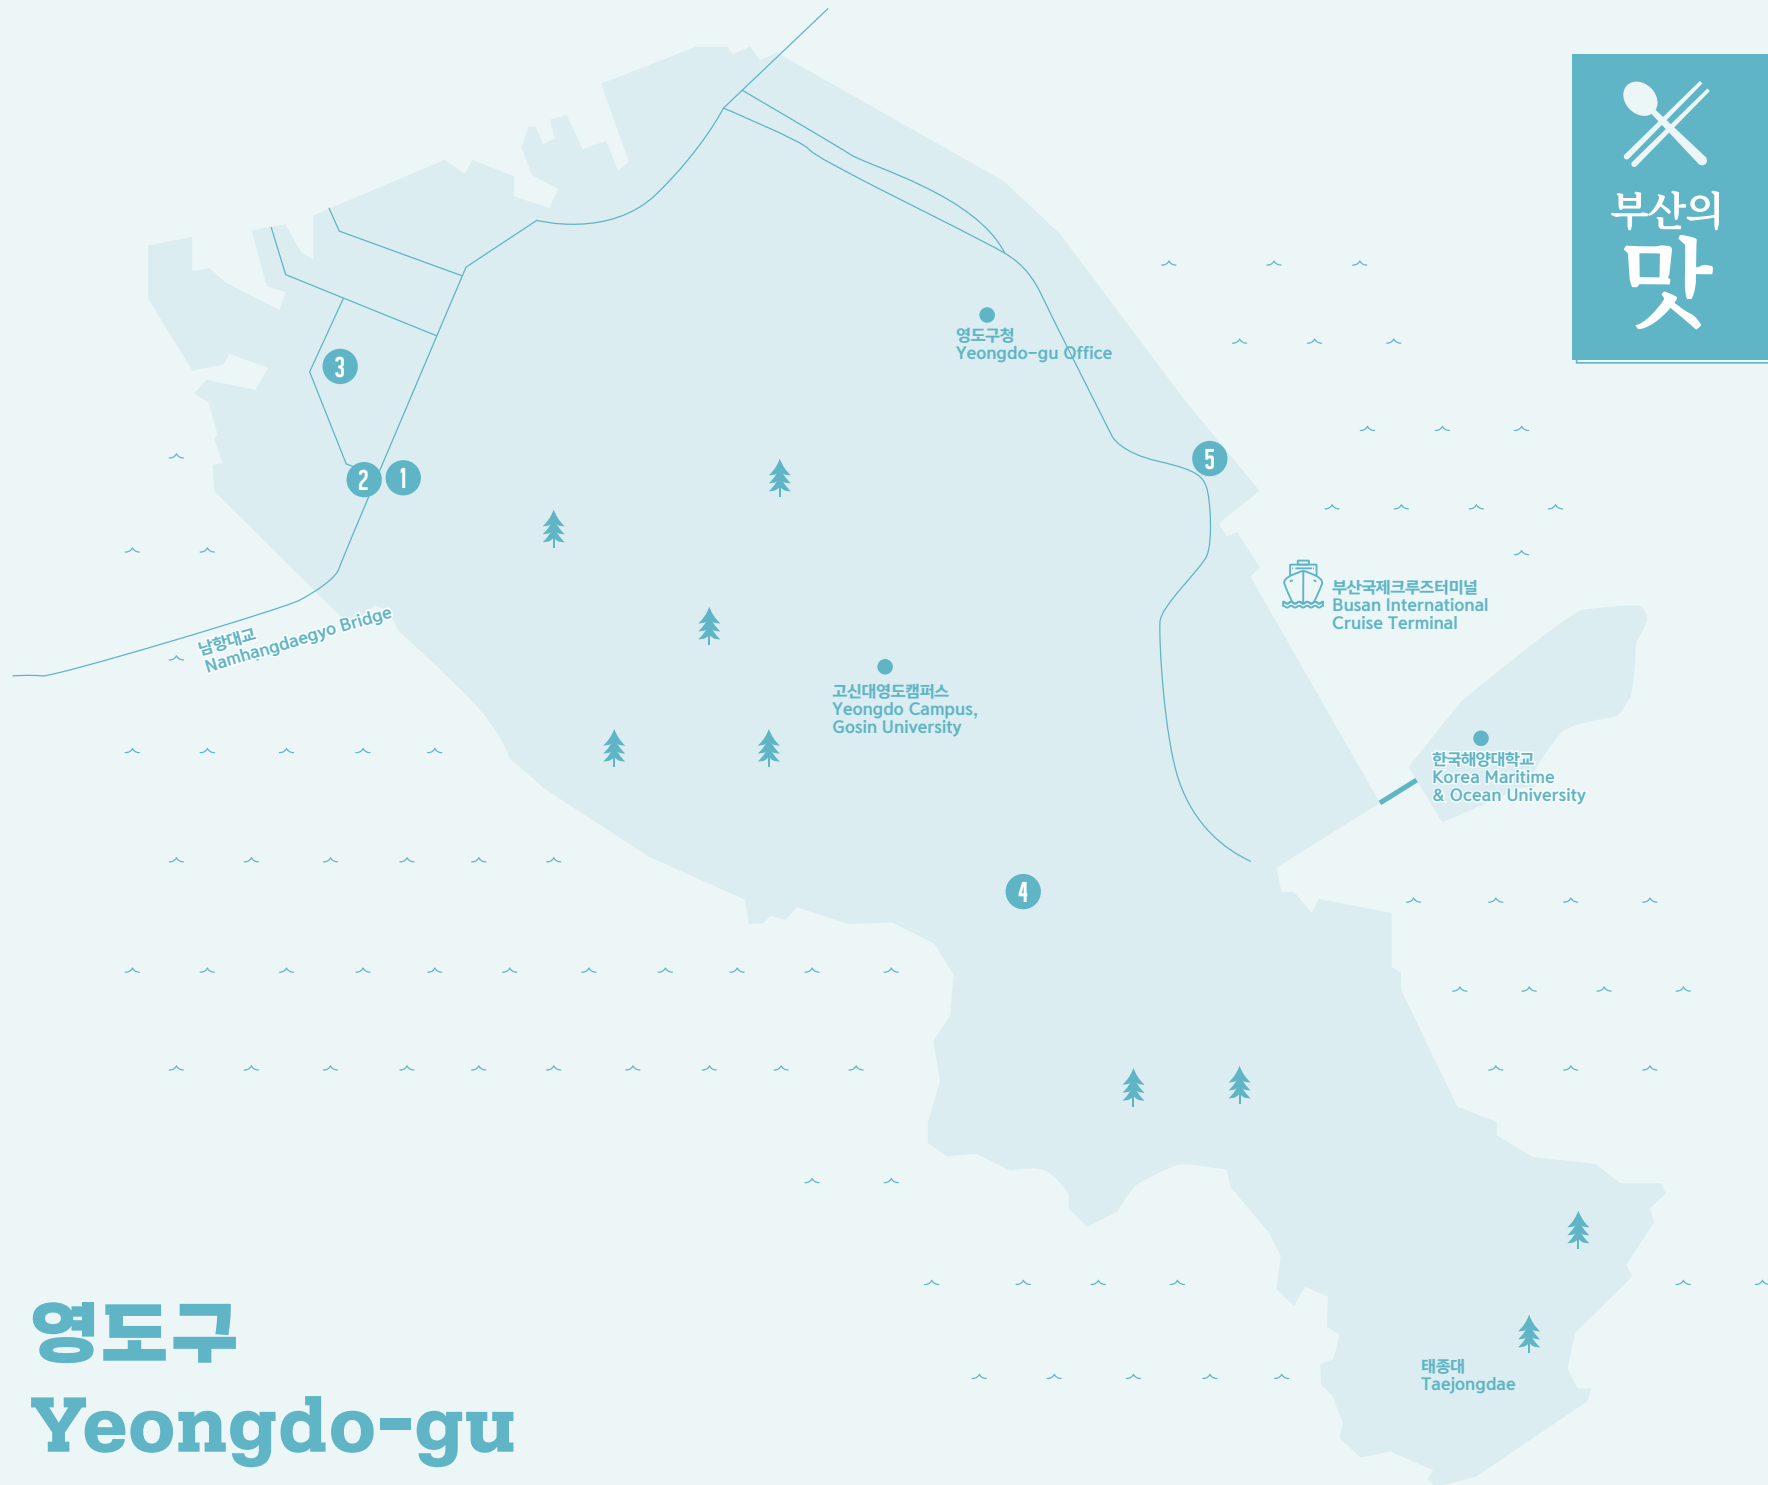 부산의
맛
영도구청
Yeongdo-gu Office
3
2
1
5
부산국제크루즈터미널
Busan International
Cruise Terminal
남항대교
Namhangdaegyo Bridge
고신대영도캠퍼스
Yeongdo Campus,
Gosin University
한국해양대학교
Korea Maritime
& Ocean University
4
태종대
Taejongdae
영도구
Yeongdo-gu